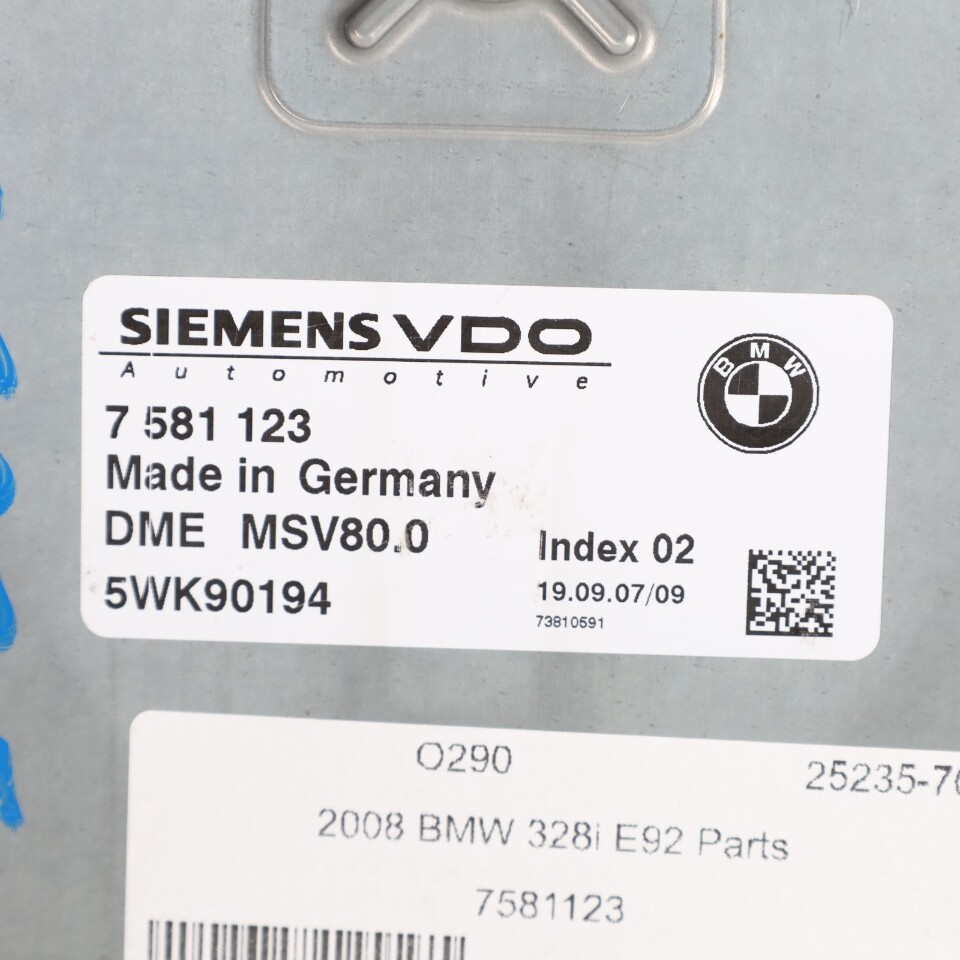 SIEMENS VDO
Automotive
BMW
7 581 123
Made in Germany
DME MSV80.0
Index 02
5WK90194
19.09.07/09
73810591
O290
25235-7
2008 BMW 328i E92 Parts
7581123